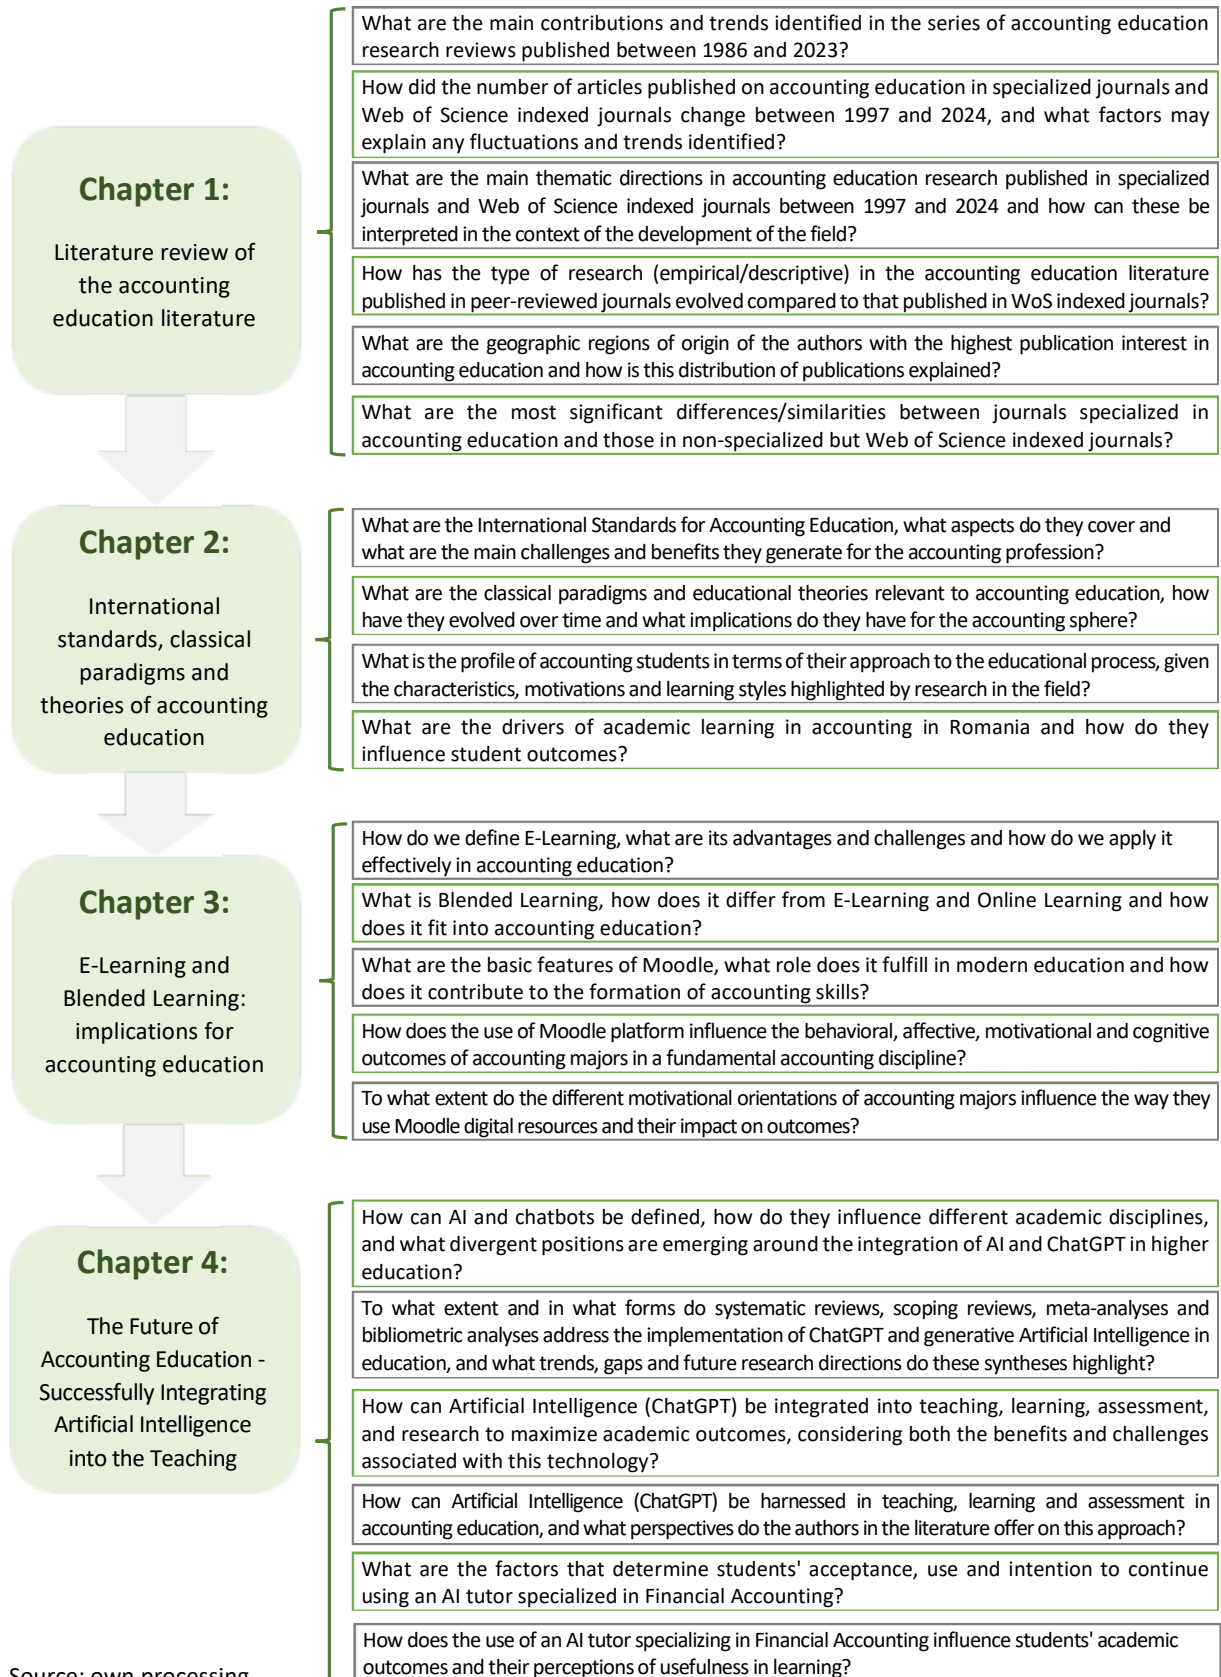 What are the main contributions and trends identified in the series of accounting education
research reviews published between 1986 and 2023?
How did the number of articles published on accounting education in specialized journals and
Web of Science indexed journals change between 1997 and 2024, and what factors may
explain any fluctuations and trends identified?
Chapter 1:
Literature review of
the accounting
education literature
What are the main thematic directions in accounting education research published in specialized
journals and Web of Science indexed journals between 1997 and 2024 and how can these be
interpreted in the context of the development of the field?
How has the type of research (empirical/descriptive) in the accounting education literature
published in peer-reviewed journals evolved compared to that published in WoS indexed journals?
What are the geographic regions of origin of the authors with the highest publication interest in
accounting education and how is this distribution of publications explained?
What are the most significant differences/similarities between journals specialized in
accounting education and those in non-specialized but Web of Science indexed journals?
Chapter 2:
International
standards, classical
paradigms and
theories of accounting
education
What are the International Standards for Accounting Education, what aspects do they cover and
what are the main challenges and benefits they generate for the accounting profession?
What are the classical paradigms and educational theories relevant to accounting education, how
have they evolved over time and what implications do they have for the accounting sphere?
What is the profile of accounting students in terms of their approach to the educational process, given
the characteristics, motivations and learning styles highlighted by research in the field?
What are the drivers of academic learning in accounting in Romania and how do they
influence student outcomes?
Chapter 3:
E-Learning and
Blended Learning:
implications for
accounting education
How do we define E-Learning, what are its advantages and challenges and how do we apply it
effectively in accounting education?
What is Blended Learning, how does it differ from E-Learning and Online Learning and how
does it fit into accounting education?
What are the basic features of Moodle, what role does it fulfill in modern education and how
does it contribute to the formation of accounting skills?
How does the use of Moodle platform influence the behavioral, affective, motivational and cognitive
outcomes of accounting majors in a fundamental accounting discipline?
To what extent do the different motivational orientations of accounting majors influence the way they
use Moodle digital resources and their impact on outcomes?
Chapter 4:
The Future of
Accounting Education -
Successfully Integrating
Artificial Intelligence
into the Teaching
How can AI and chatbots be defined, how do they influence different academic disciplines,
and what divergent positions are emerging around the integration of AI and ChatGPT in higher
education?
To what extent and in what forms do systematic reviews, scoping reviews, meta-analyses and
bibliometric analyses address the implementation of ChatGPT and generative Artificial Intelligence in
education, and what trends, gaps and future research directions do these syntheses highlight?
How can Artificial Intelligence (ChatGPT) be integrated into teaching, learning, assessment,
and research to maximize academic outcomes, considering both the benefits and challenges
associated with this technology?
How can Artificial Intelligence (ChatGPT) be harnessed in teaching, learning and assessment in
accounting education, and what perspectives do the authors in the literature offer on this approach?
What are the factors that determine students' acceptance, use and intention to continue
using an AI tutor specialized in Financial Accounting?
How does the use of an AI tutor specializing in Financial Accounting influence students' academic
outcomes and their perceptions of usefulness in learning?
Source: own processing